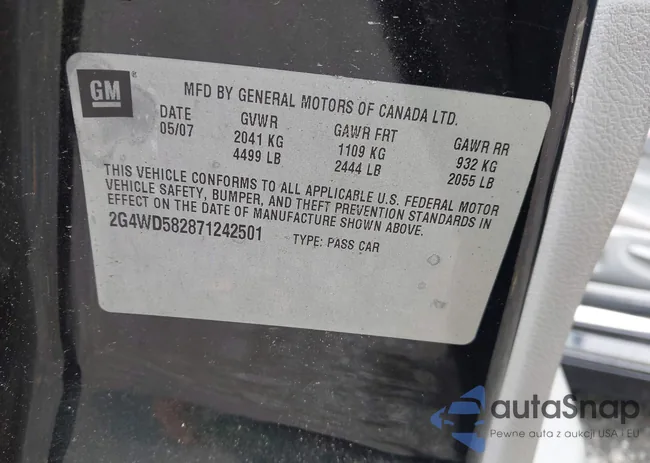 GM
MFD BY GENERAL MOTORS OF CANADA LTD.
DATE GVWR GAWR FRT GAWR RR
05/07 2041 KG 1109 KG 932 KG
4499 LB 2444 LB 2055 LB
THIS VEHICLE CONFORMS TO ALL APPLICABLE U.S. FEDERAL MOTOR
VEHICLE SAFETY, BUMPER, AND THEFT PREVENTION STANDARDS IN
EFFECT ON THE DATE OF MANUFACTURE SHOWN ABOVE.
2G4WD582871242501 TYPE: PASS CAR
autoSnap
Pewne auta z aukcji USA i EU